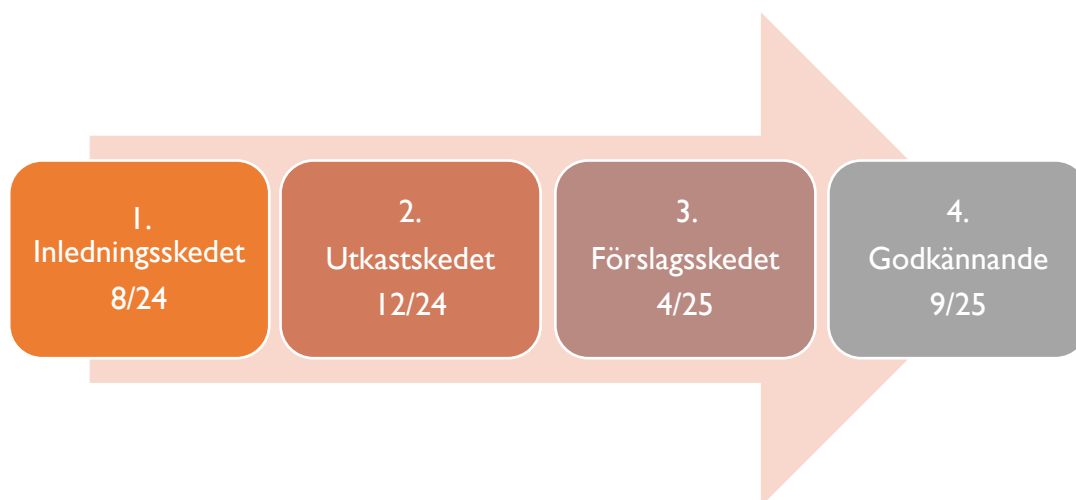 1.
Inledningsskedet
8/24
2.
Utkastskedet
12/24
3.
Förslagsskedet
4/25
4.
Godkännande
9/25